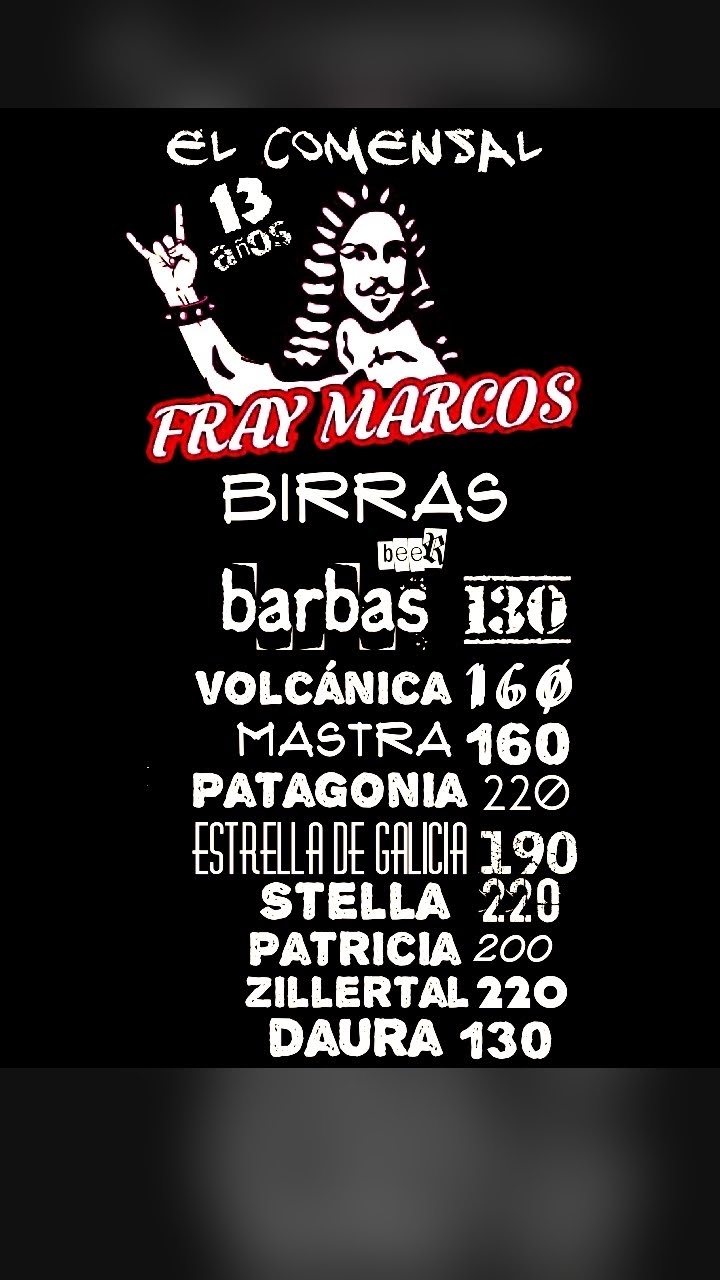 EL COMENSAL
13
años
FRAY MARCOS
BIRRAS
beeR
barbas 130
VOLCÁNICA 160
MASTRA 160
PATAGONIA 220
ESTRELLA DE GALICIA 190
STELLA 220
PATRICIA 200
ZILLERTAL 220
DAURA 130